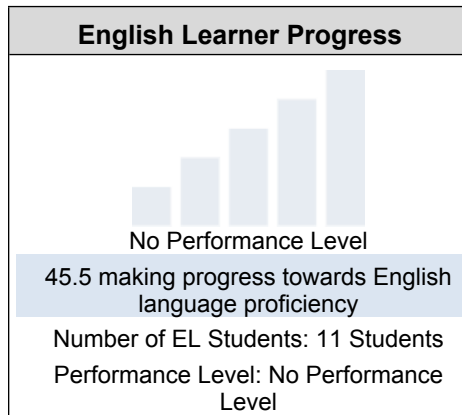 English Learner Progress
No Performance Level
45.5 making progress towards English
language proficiency
Number of EL Students: 11 Students
Performance Level: No Performance
Level